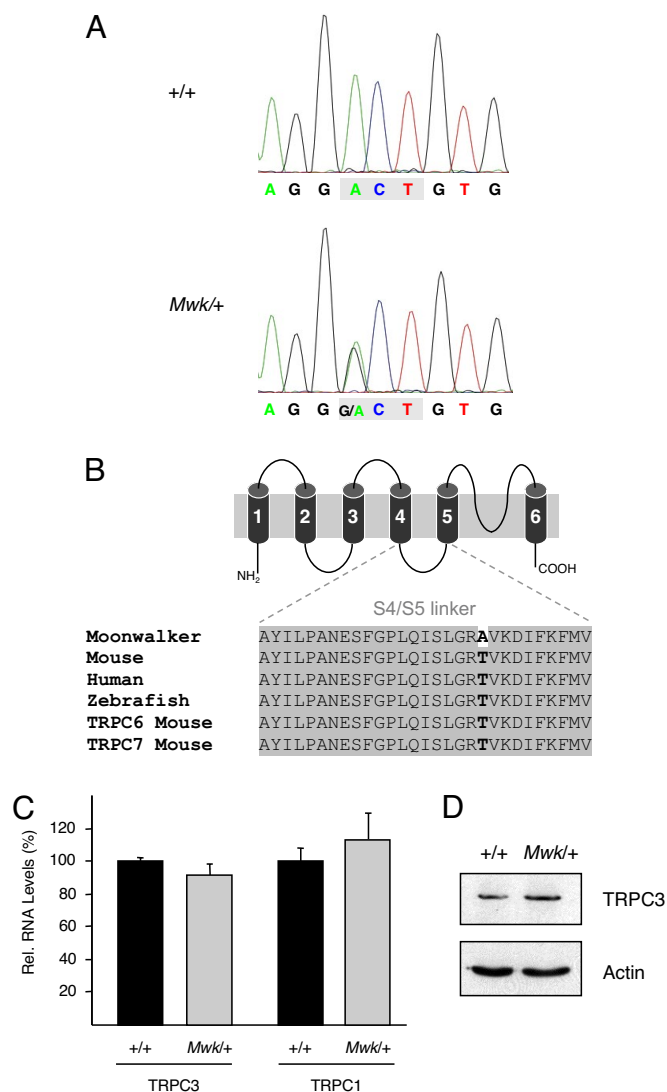 A
+/+
A G G A C T G T G
Mwk/+
A G G G/A C T G T G
B
1 2 3 4 5 6
NH2
COOH
S4/S5 linker
Moonwalker AYILPANESFGPLQISLGRAVKDIFKFMV
Mouse AYILPANESFGPLQISLGRTVKDIFKFMV
Human AYILPANESFGPLQISLGRTVKDIFKFMV
Zebrafish AYILPANESFGPLQISLGRTVKDIFKFMV
TRPC6 Mouse AYILPANESFGPLQISLGRTVKDIFKFMV
TRPC7 Mouse AYILPANESFGPLQISLGRTVKDIFKFMV
C
Rel. RNA Levels (%)
120
100
80
60
40
20
+/+ Mwk/+ +/+ Mwk/+
TRPC3 TRPC1
D
+/+ Mwk/+
TRPC3
Actin